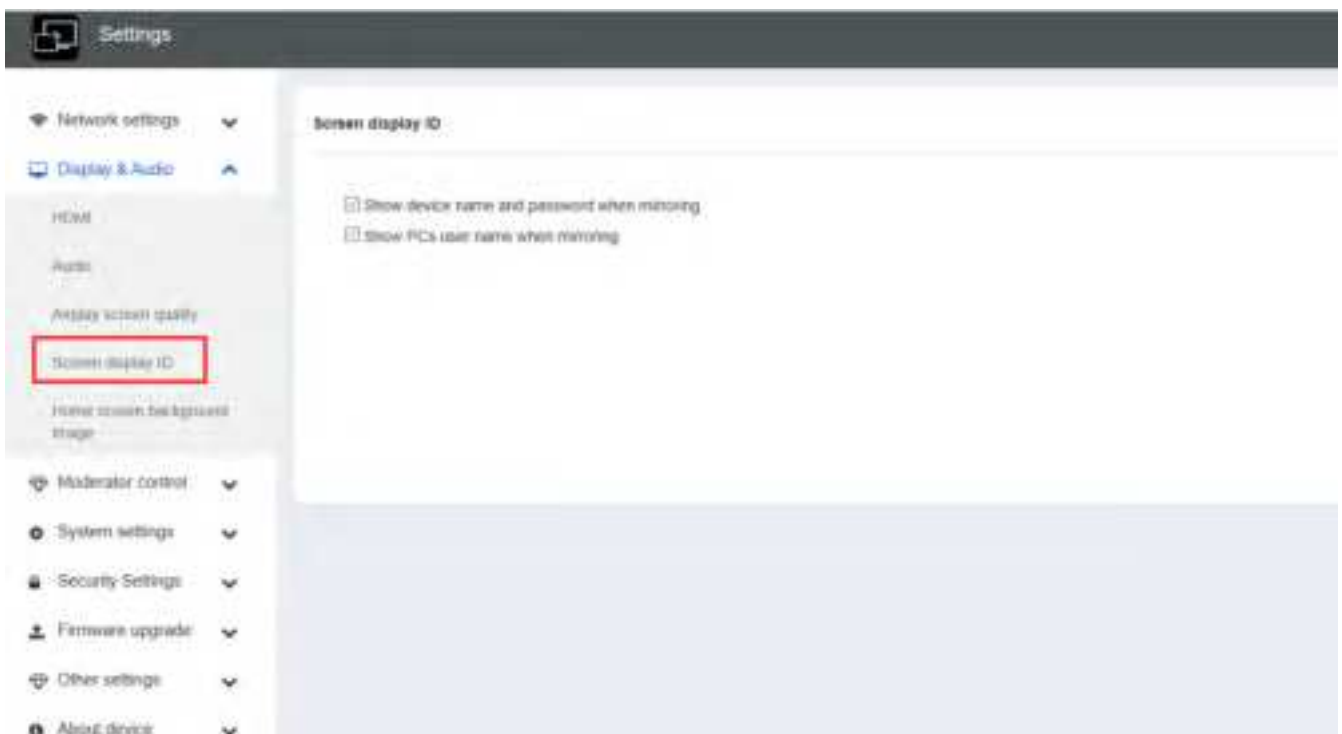 Settings
Network settings
Display & Audio
HDMI
Audio
Airplay screen quality
Screen display ID
Home screen background
image
Moderator control
System settings
Security Settings
Firmware upgrade
Other settings
About device
Screen display ID
Show device name and password when mirroring
Show PCs user name when mirroring